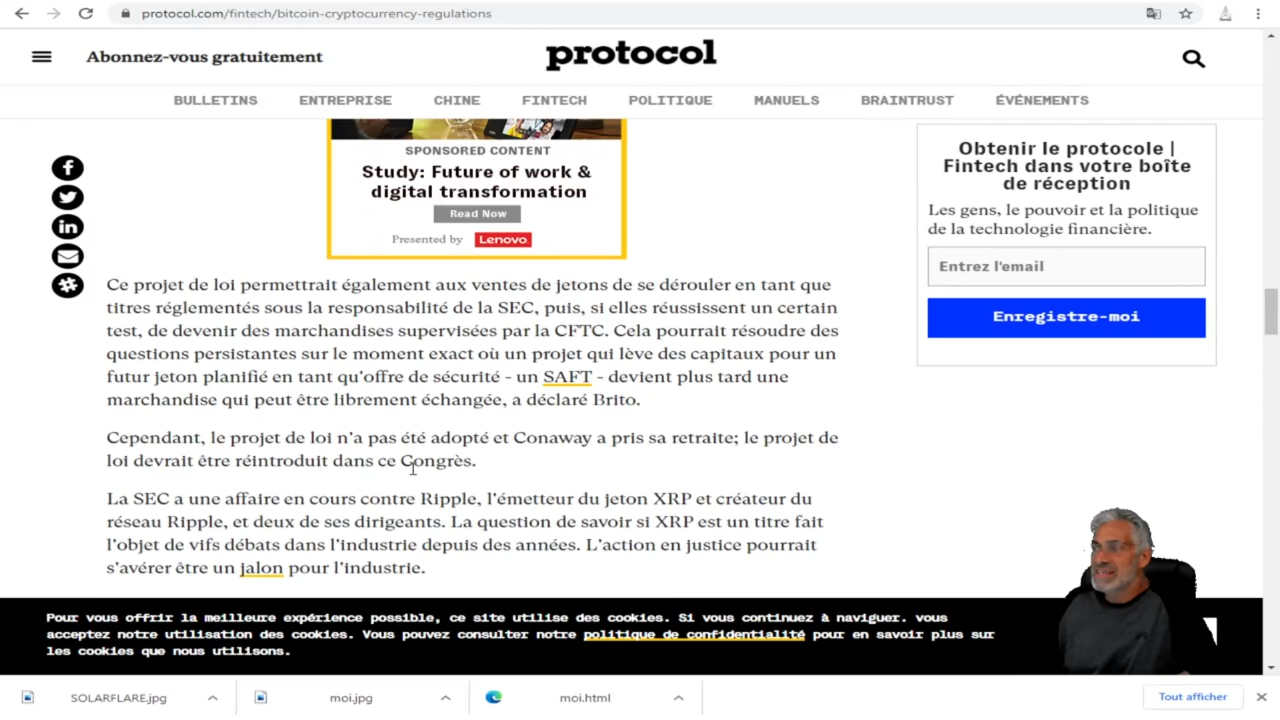 protocol.com/fintech/bitcoin-cryptocurrency-regulations
Abonnez-vous gratuitement
protocol
BULLETINS ENTREPRISE CHINE FINTECH POLITIQUE MANUELS BRAINTRUST ÉVÉNEMENTS
SPONSORED CONTENT
Study: Future of work &
digital transformation
Read Now
Presented by Lenovo
Obtenir le protocole |
Fintech dans votre boîte
de réception
Les gens, le pouvoir et la politique
de la technologie financière.
Entrez l'email
Enregistre-moi
Ce projet de loi permettrait également aux ventes de jetons de se dérouler en tant que
titres réglementés sous la responsabilité de la SEC, puis, si elles réussissent un certain
test, de devenir des marchandises supervisées par la CFTC. Cela pourrait résoudre des
questions persistantes sur le moment exact où un projet qui lève des capitaux pour un
futur jeton planifié en tant qu'offre de sécurité - un SAFT - devient plus tard une
marchandise qui peut être librement échangée, a déclaré Brito.
Cependant, le projet de loi n'a pas été adopté et Conaway a pris sa retraite; le projet de
loi devrait être réintroduit dans ce Congrès.
La SEC a une affaire en cours contre Ripple, l'émetteur du jeton XRP et créateur du
réseau Ripple, et deux de ses dirigeants. La question de savoir si XRP est un titre fait
l'objet de vifs débats dans l'industrie depuis des années. L'action en justice pourrait
s'avérer être un jalon pour l'industrie.
Pour vous offrir la meilleure expérience possible, ce site utilise des cookies. Si vous continuez à naviguer. vous
acceptez notre utilisation des cookies. Vous pouvez consulter notre politique de confidentialité pour en savoir plus sur
les cookies que nous utilisons.
SOLARFLARE.jpg moi.jpg moi.html Tout afficher